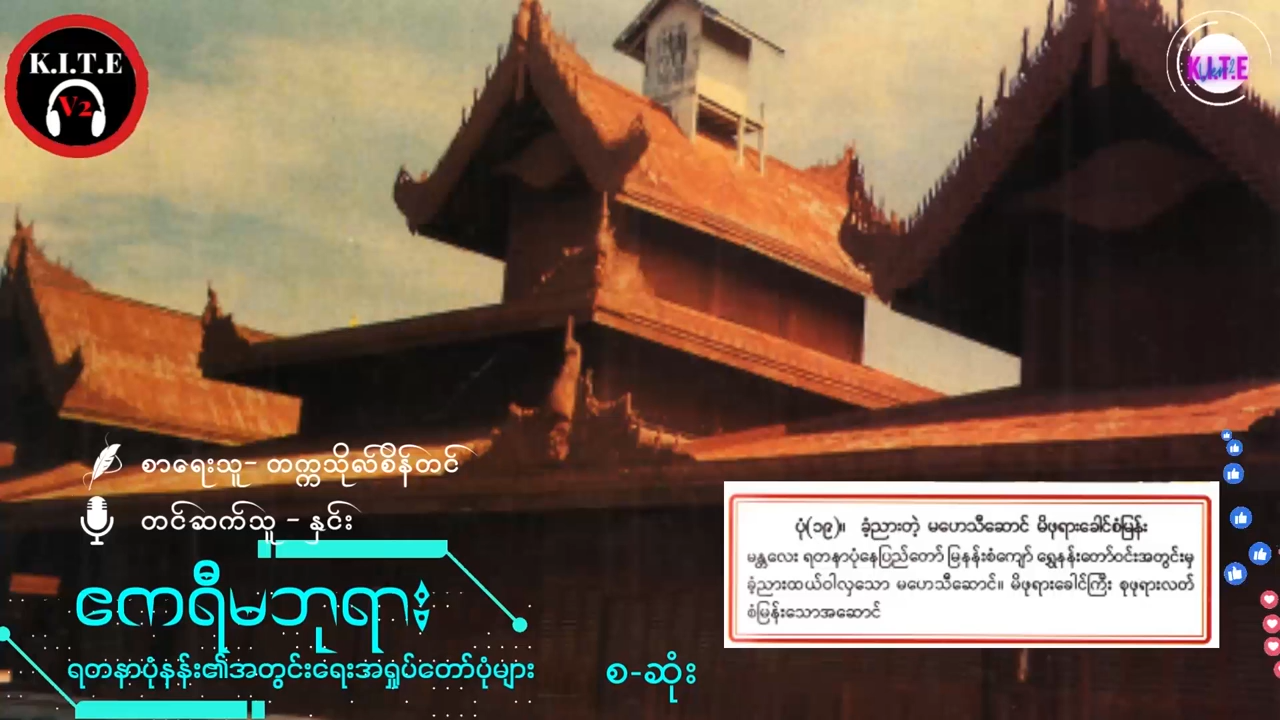 K.I.T.E
V2
K.I.T.E
စာရေးသူ- တက္ကသိုလ်စိန်တင်
တင်ဆက်သူ - နှင်း
ဧကရီမဘုရား
ရတနာပုံနန်း၏အတွင်းရေးအရှုပ်တော်ပုံများ
စ-ဆုံး
ပုံ(၁၉)။ ခံ့ညားတဲ့ မဟေသီဆောင် မိဖုရားခေါင်စံမြန်း
မန္တလေး ရတနာပုံနေပြည်တော် မြနန်းစံကျော် ရွှေနန်းတော်ဝင်းအတွင်းမှ
ခံ့ညားထယ်ဝါလှသော မဟေသီဆောင်။ မိဖုရားခေါင်ကြီး စုဖုရားလတ်
စံမြန်းသောအဆောင်